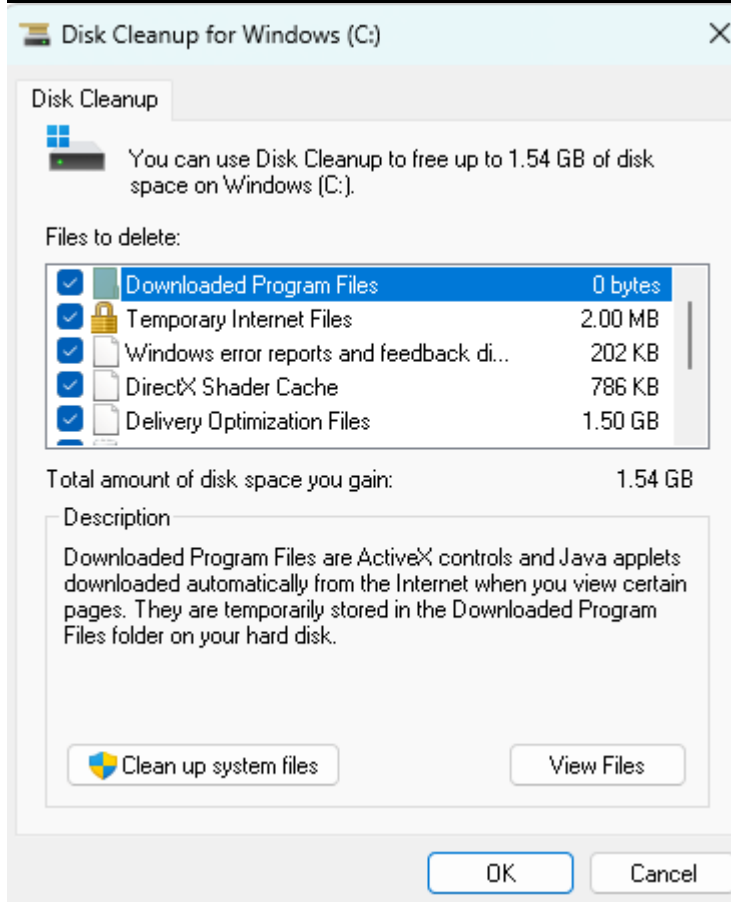 Disk Cleanup for Windows (C:)
Disk Cleanup
You can use Disk Cleanup to free up to 1.54 GB of disk
space on Windows (C:).
Files to delete:
Downloaded Program Files 0 bytes
Temporary Internet Files 2.00 MB
Windows error reports and feedback di... 202 KB
DirectX Shader Cache 786 KB
Delivery Optimization Files 1.50 GB
Total amount of disk space you gain: 1.54 GB
Description
Downloaded Program Files are ActiveX controls and Java applets
downloaded automatically from the Internet when you view certain
pages. They are temporarily stored in the Downloaded Program
Files folder on your hard disk.
Clean up system files View Files
OK Cancel